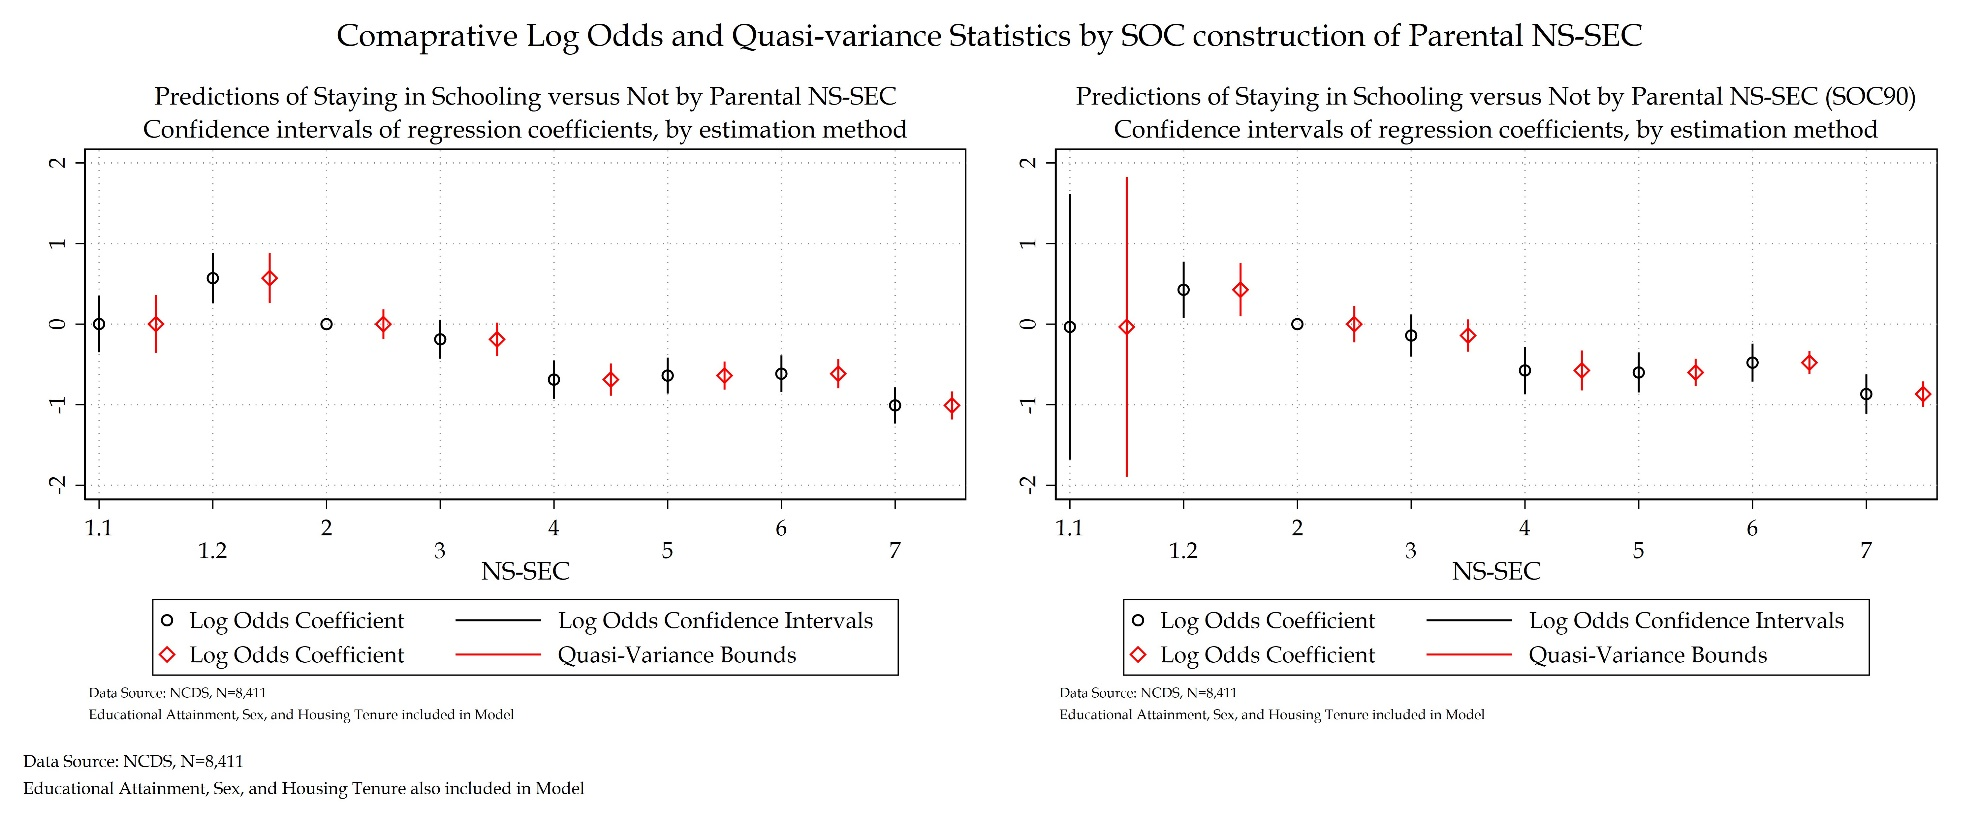 Comaprative Log Odds and Quasi-variance Statistics by SOC construction of Parental NS-SEC
Predictions of Staying in Schooling versus Not by Parental NS-SEC
Confidence intervals of regression coefficients, by estimation method
2
1
0
-1
-2
1.1
1.2
2
3
4
5
6
7
NS-SEC
Log Odds Coefficient
Log Odds Confidence Intervals
Log Odds Coefficient
Quasi-Variance Bounds
Data Source: NCDS, N=8,411
Educational Attainment, Sex, and Housing Tenure included in Model
Predictions of Staying in Schooling versus Not by Parental NS-SEC (SOC90)
Confidence intervals of regression coefficients, by estimation method
2
1
0
-1
-2
1.1
1.2
2
3
4
5
6
7
NS-SEC
Log Odds Coefficient
Log Odds Confidence Intervals
Log Odds Coefficient
Quasi-Variance Bounds
Data Source: NCDS, N=8,411
Educational Attainment, Sex, and Housing Tenure included in Model
Data Source: NCDS, N=8,411
Educational Attainment, Sex, and Housing Tenure also included in Model